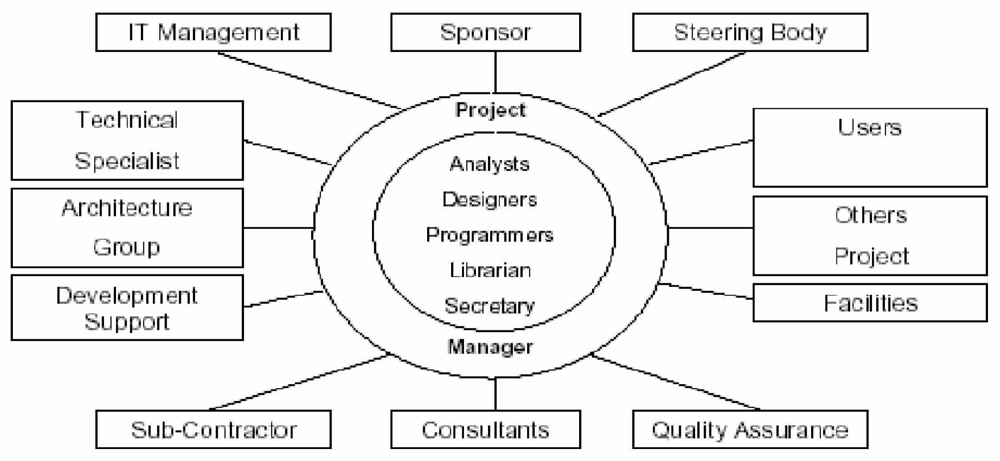 IT Management
Sponsor
Steering Body
Technical
Specialist
Architecture
Group
Development
Support
Project
Analysts
Designers
Programmers
Librarian
Secretary
Manager
Users
Others
Project
Facilities
Sub-Contractor
Consultants
Quality Assurance